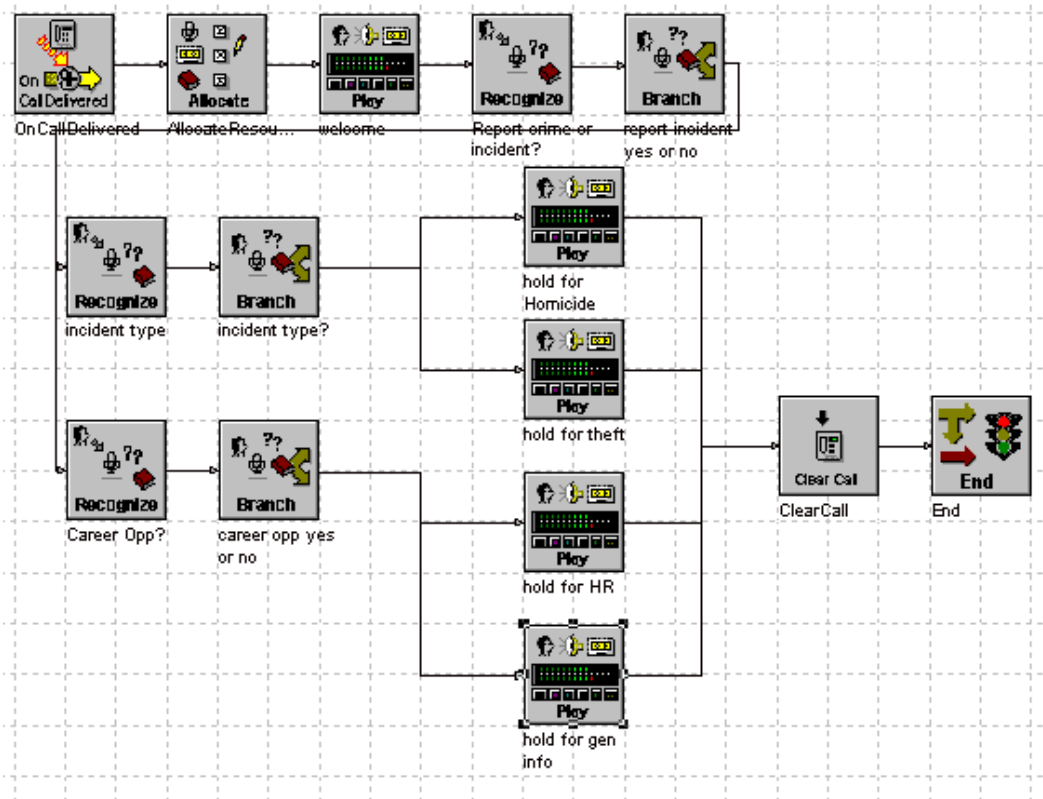 On
CallDelivered
OnCallDelivered
Allocate
AllocateResou...
Play
welcome
??
Recognize
Report crime or
incident?
??
Branch
report incident
yes or no
??
Recognize
incident type
??
Branch
incident type?
Play
hold for
Homicide
Play
hold for theft
??
Recognize
Career Opp?
??
Branch
career opp yes
or no
Play
hold for HR
Play
hold for gen
info
Clear Call
ClearCall
End
End